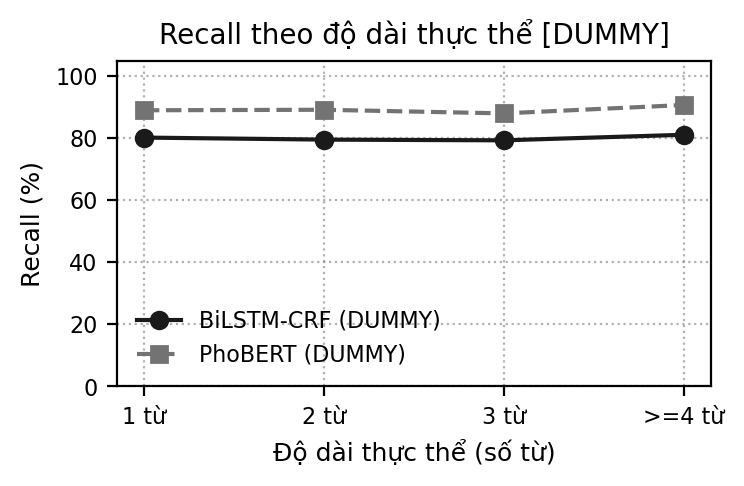 Recall theo độ dài thực thể [DUMMY]
Recall (%)
100
80
60
40
20
0
BiLSTM-CRF (DUMMY)
PhoBERT (DUMMY)
1 từ
2 từ
3 từ
>=4 từ
Độ dài thực thể (số từ)